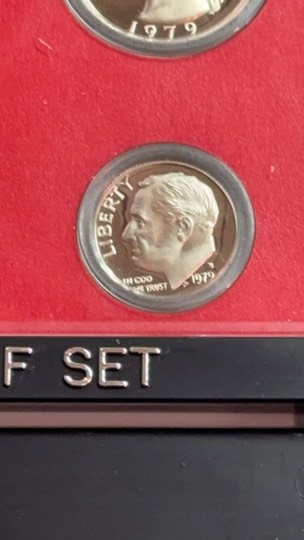 1979
LIBERTY
IN GOD
WE TRUST
1979
F SET